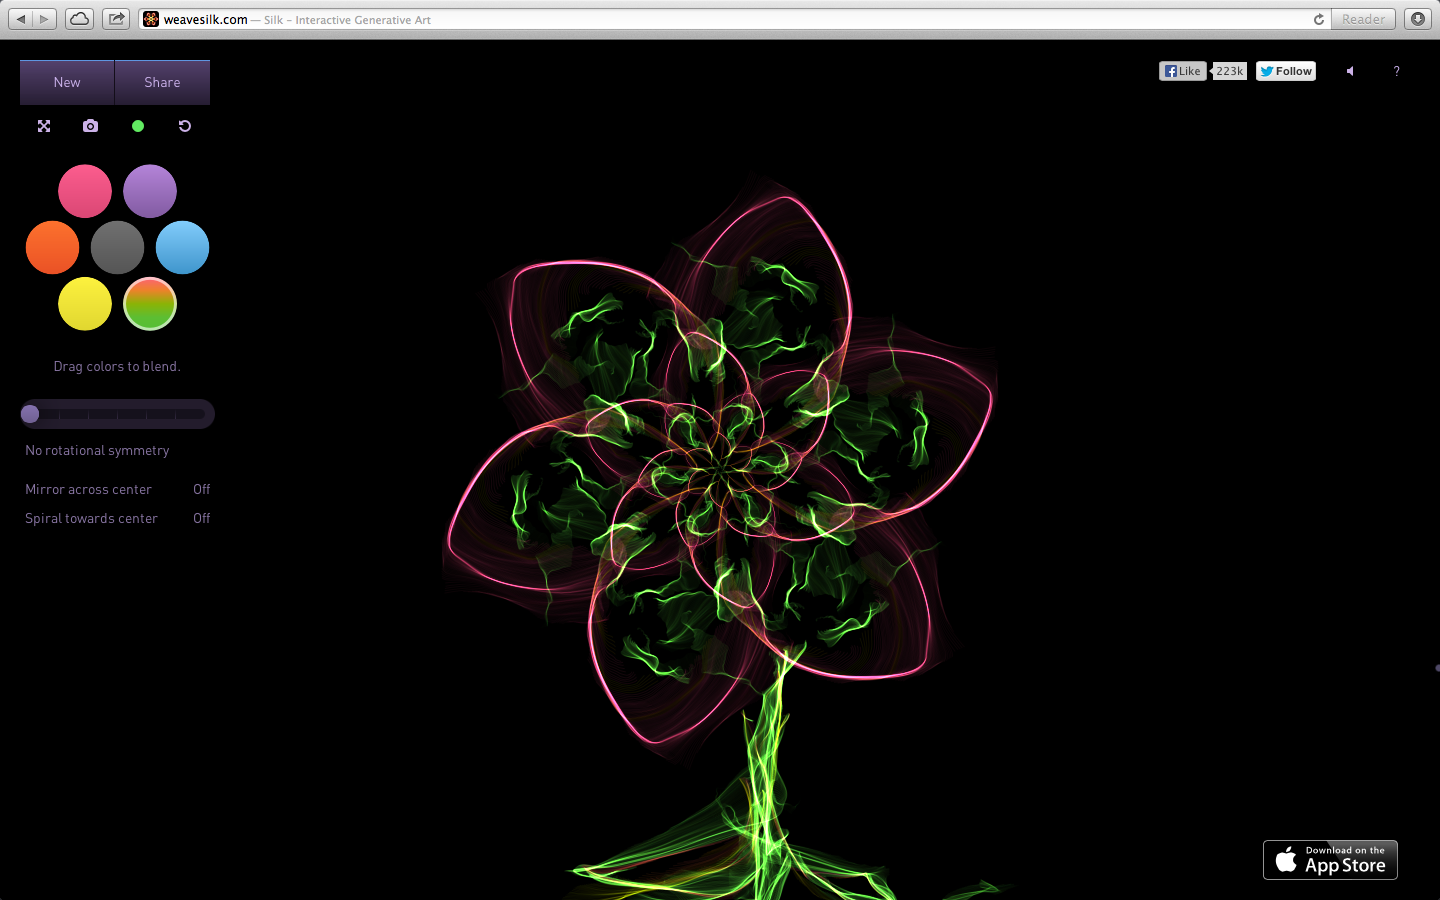 weavesilk.com — Silk – Interactive Generative Art
Reader
New
Share
Like
223k
Follow
?
Drag colors to blend.
No rotational symmetry
Mirror across center Off
Spiral towards center Off
Download on the
App Store